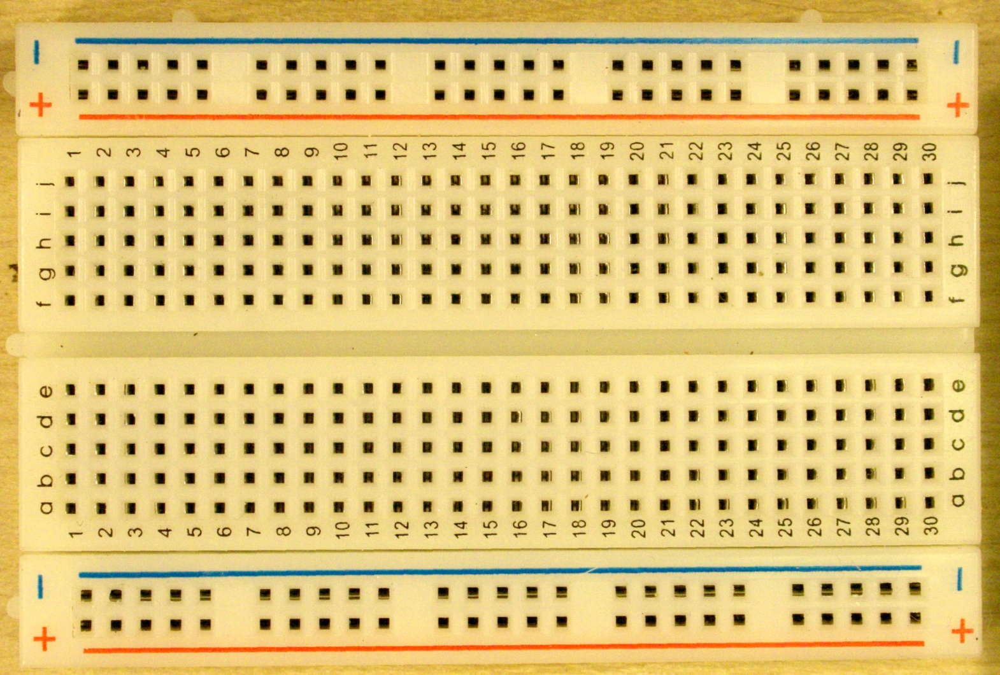 − −
+ +
1 2 3 4 5 6 7 8 9 10 11 12 13 14 15 16 17 18 19 20 21 22 23 24 25 26 27 28 29 30
j j
i i
h h
g g
f f
e e
d d
c c
b b
a a
1 2 3 4 5 6 7 8 9 10 11 12 13 14 15 16 17 18 19 20 21 22 23 24 25 26 27 28 29 30
− −
+ +